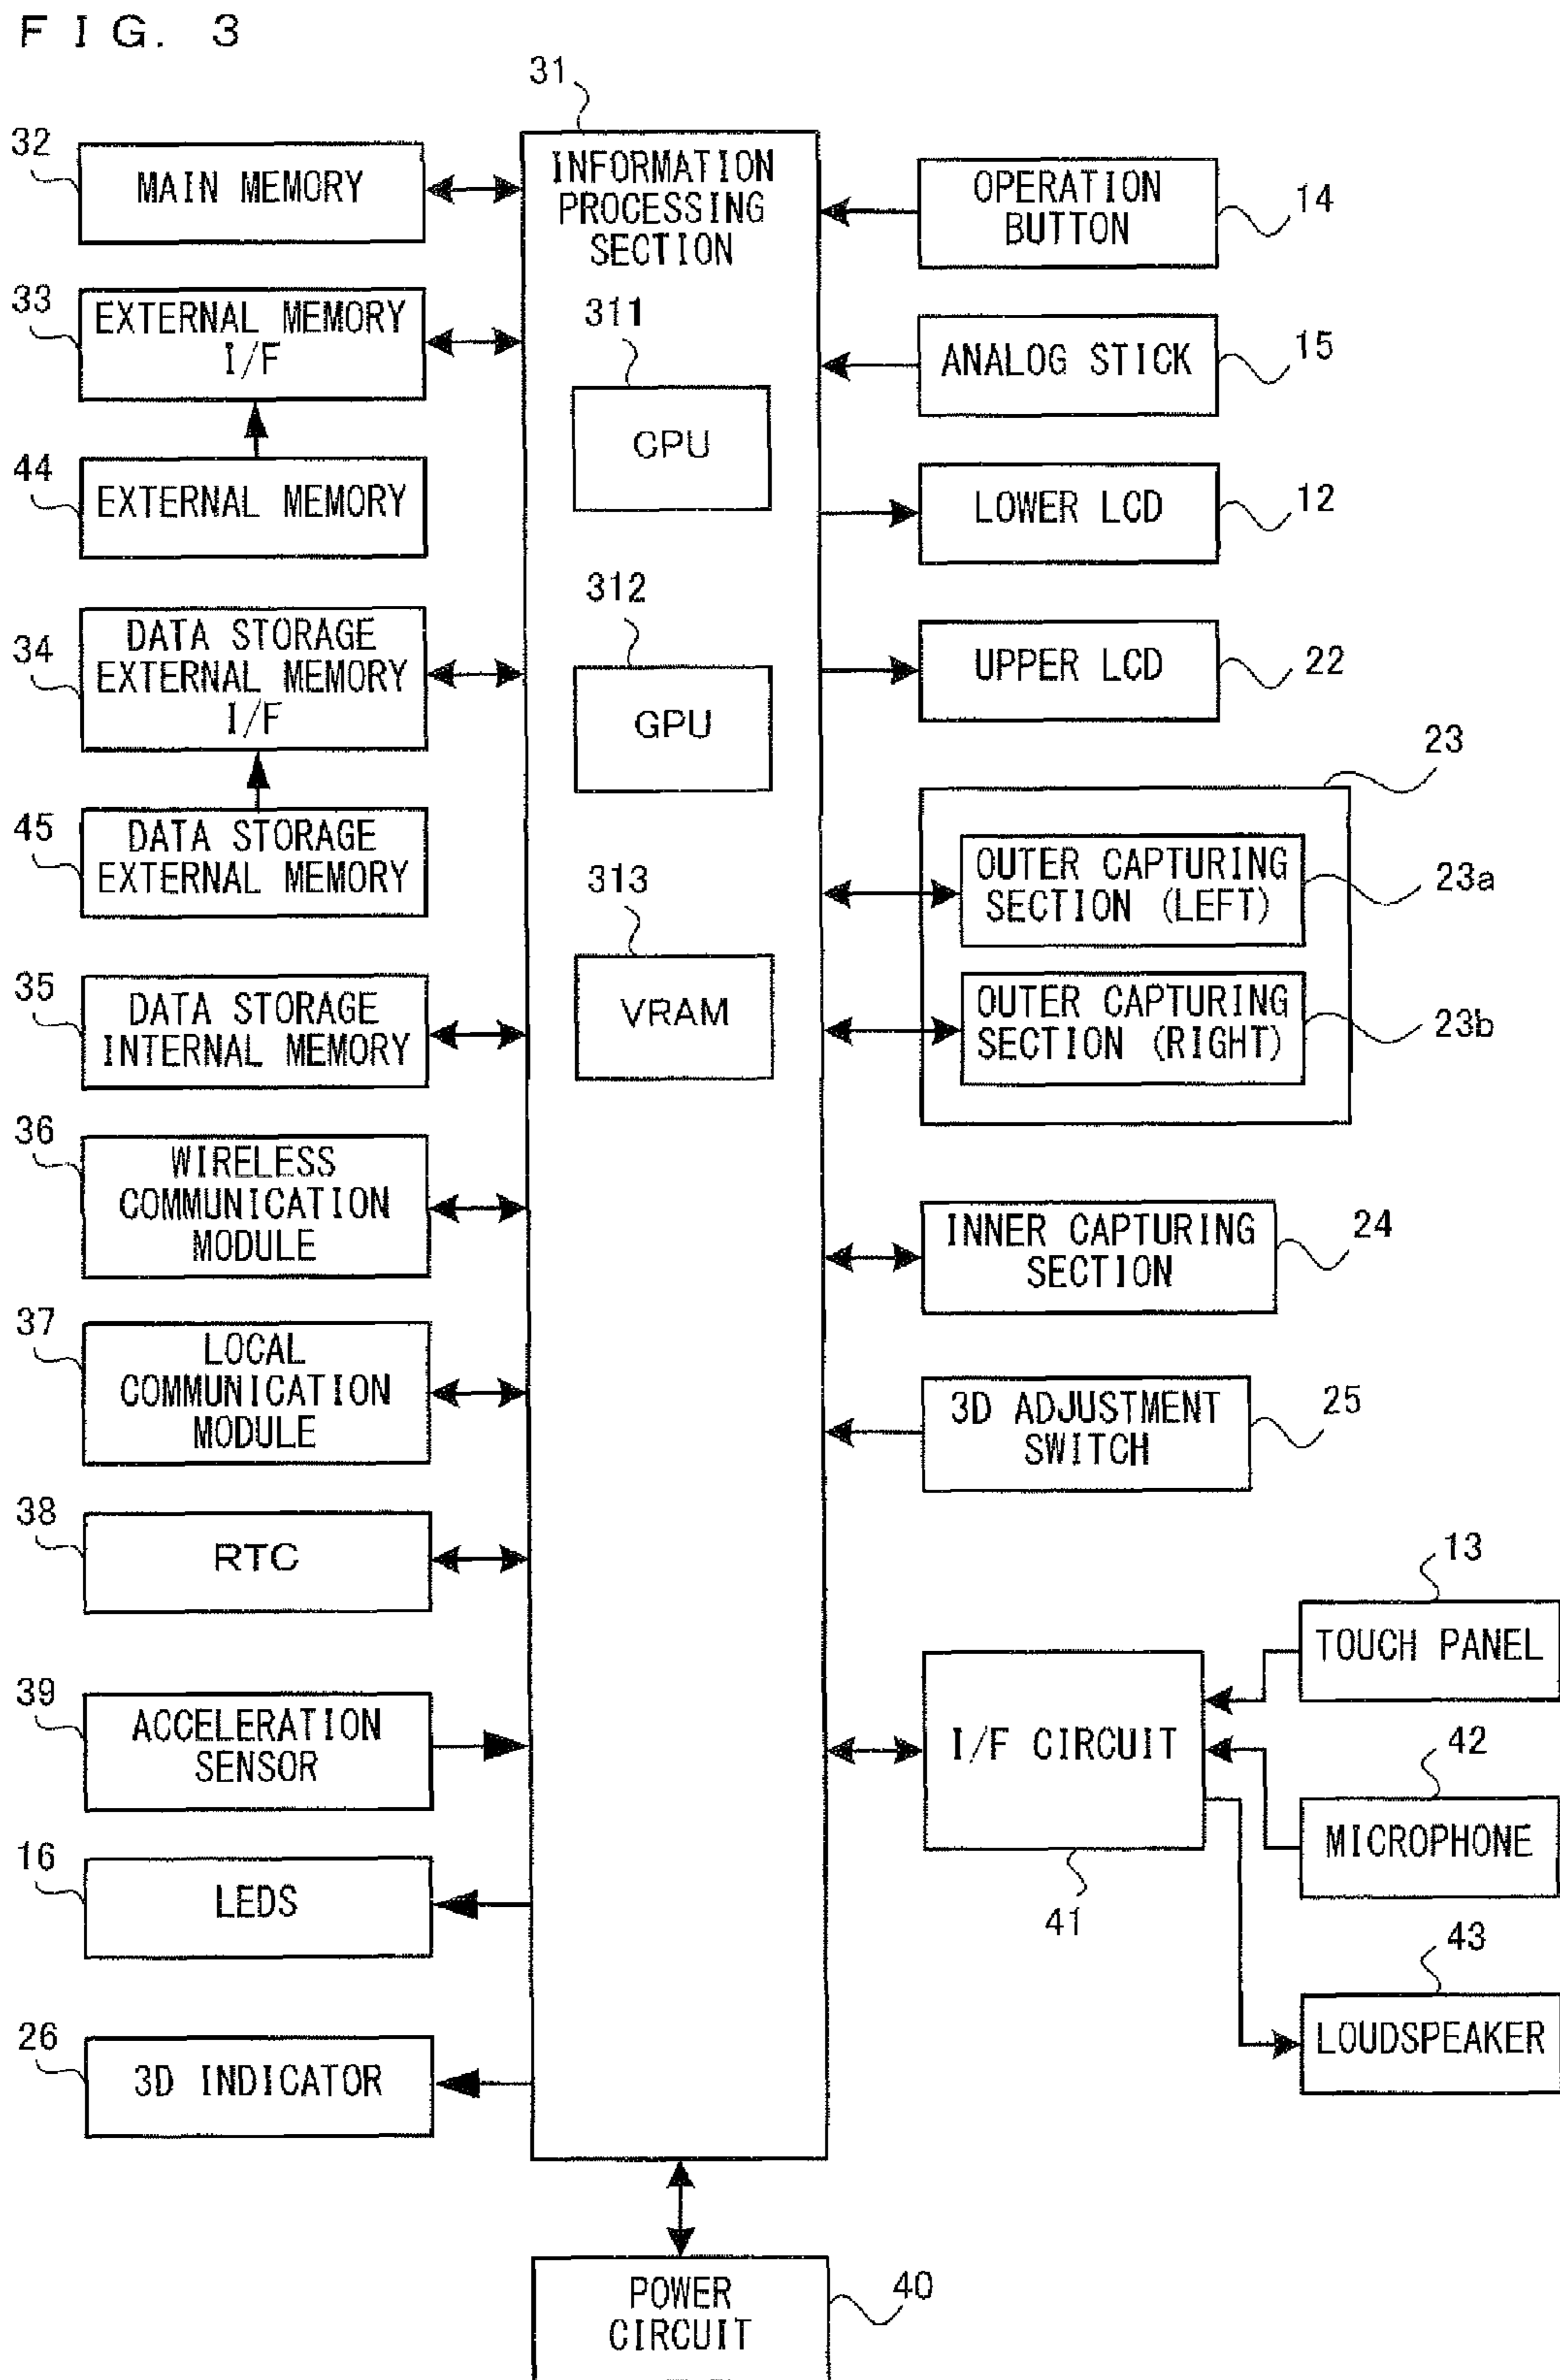 FIG. 3
31
INFORMATION
PROCESSING
SECTION
311
CPU
312
GPU
313
VRAM
32
MAIN MEMORY
33
EXTERNAL MEMORY
I/F
44
EXTERNAL MEMORY
34
DATA STORAGE
EXTERNAL MEMORY
I/F
45
DATA STORAGE
EXTERNAL MEMORY
35
DATA STORAGE
INTERNAL MEMORY
36
WIRELESS
COMMUNICATION
MODULE
37
LOCAL
COMMUNICATION
MODULE
38
RTC
39
ACCELERATION
SENSOR
16
LEDS
26
3D INDICATOR
OPERATION
BUTTON
14
ANALOG STICK
15
LOWER LCD
12
UPPER LCD
22
23
OUTER CAPTURING
SECTION (LEFT)
23a
OUTER CAPTURING
SECTION (RIGHT)
23b
INNER CAPTURING
SECTION
24
3D ADJUSTMENT
SWITCH
25
13
TOUCH PANEL
I/F CIRCUIT
41
42
MICROPHONE
43
LOUDSPEAKER
POWER
CIRCUIT
40